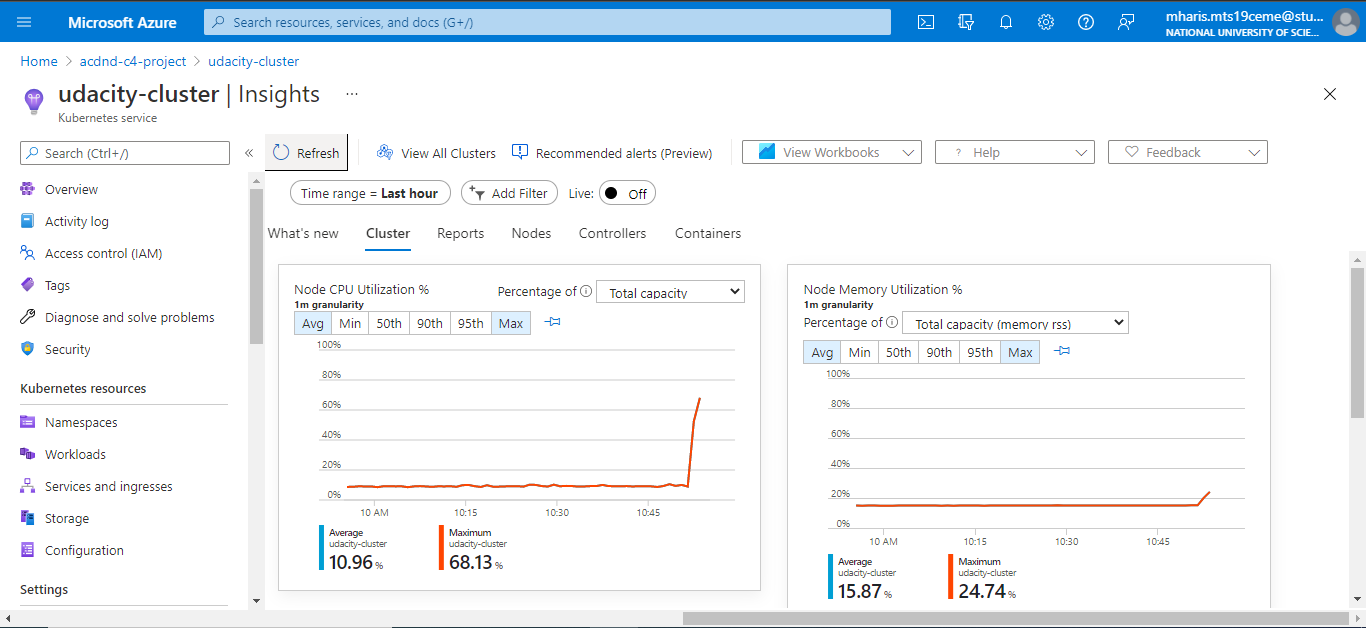 Microsoft Azure
Search resources, services, and docs (G+/)
mharis.mts19ceme@stu...
NATIONAL UNIVERSITY OF SCIE...
Home > acdnd-c4-project > udacity-cluster
udacity-cluster | Insights ...
Kubernetes service
Search (Ctrl+/)
«
Refresh
View All Clusters
Recommended alerts (Preview)
View Workbooks
? Help
Feedback
Overview
Activity log
Access control (IAM)
Tags
Diagnose and solve problems
Security
Kubernetes resources
Namespaces
Workloads
Services and ingresses
Storage
Configuration
Settings
Time range = Last hour
Add Filter
Live: Off
What's new
Cluster
Reports
Nodes
Controllers
Containers
Node CPU Utilization %
1m granularity
Percentage of
Total capacity
Avg Min 50th 90th 95th Max
100%
80%
60%
40%
20%
0%
10 AM 10:15 10:30 10:45
Average
udacity-cluster
10.96 %
Maximum
udacity-cluster
68.13 %
Node Memory Utilization %
1m granularity
Percentage of
Total capacity (memory rss)
Avg Min 50th 90th 95th Max
100%
80%
60%
40%
20%
0%
10 AM 10:15 10:30 10:45
Average
udacity-cluster
15.87 %
Maximum
udacity-cluster
24.74 %